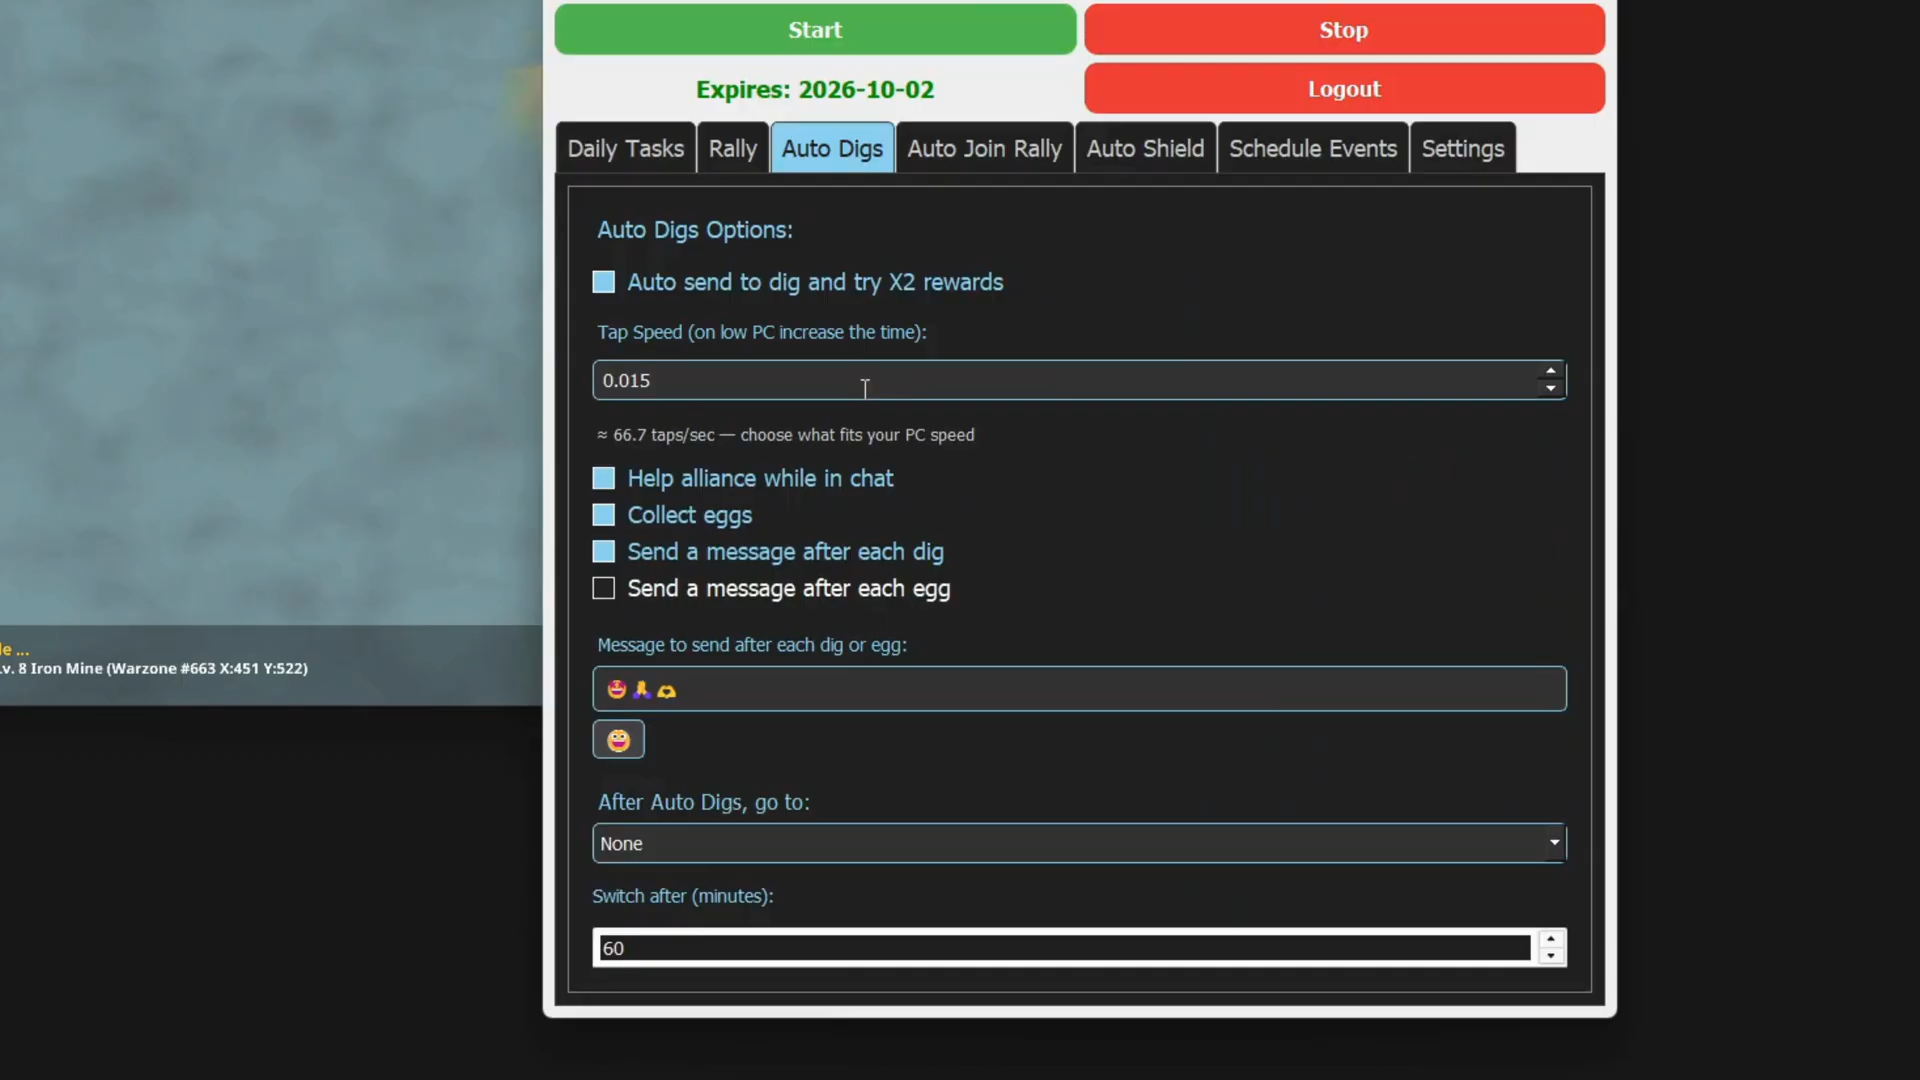 Start
Stop
Expires: 2026-10-02
Logout
Daily Tasks
Rally
Auto Digs
Auto Join Rally
Auto Shield
Schedule Events
Settings
Auto Digs Options:
Auto send to dig and try X2 rewards
Tap Speed (on low PC increase the time):
0.015
≈ 66.7 taps/sec — choose what fits your PC speed
Help alliance while in chat
Collect eggs
Send a message after each dig
Send a message after each egg
le ...
Lv. 8 Iron Mine (Warzone #663 X:451 Y:522)
Message to send after each dig or egg:
🤩🙏🫶
😀
After Auto Digs, go to:
None
Switch after (minutes):
60